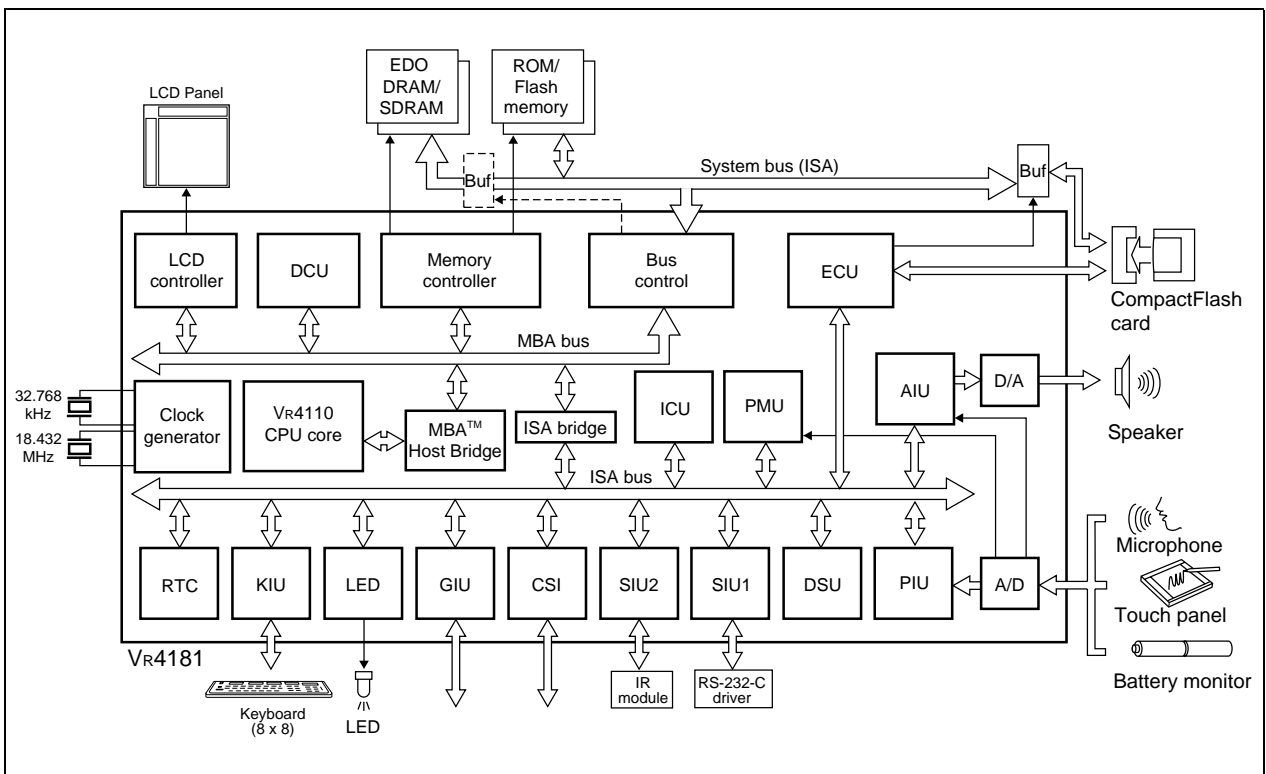 EDO
DRAM/
SDRAM
ROM/
Flash
memory
LCD Panel
System bus (ISA)
Buf
Buf
LCD
controller
DCU
Memory
controller
Bus
control
ECU
CompactFlash
card
MBA bus
32.768
kHz
18.432
MHz
Clock
generator
VR4110
CPU core
MBA™
Host Bridge
ISA bridge
ICU
PMU
AIU
D/A
Speaker
ISA bus
RTC
KIU
LED
GIU
CSI
SIU2
SIU1
DSU
PIU
A/D
Microphone
Touch panel
Battery monitor
VR4181
Keyboard
(8 x 8)
LED
IR
module
RS-232-C
driver